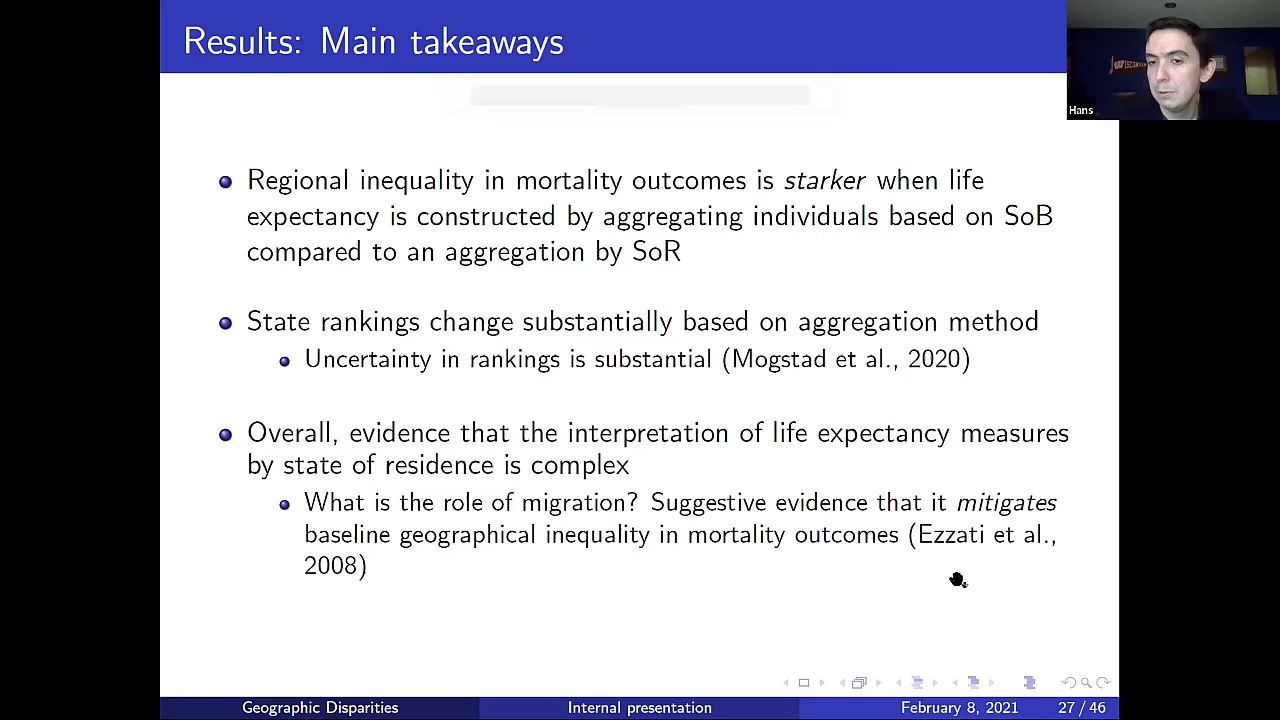 Results: Main takeaways
WISCONSIN
Hans
Regional inequality in mortality outcomes is starker when life
expectancy is constructed by aggregating individuals based on SoB
compared to an aggregation by SoR
State rankings change substantially based on aggregation method
Uncertainty in rankings is substantial (Mogstad et al., 2020)
Overall, evidence that the interpretation of life expectancy measures
by state of residence is complex
What is the role of migration? Suggestive evidence that it mitigates
baseline geographical inequality in mortality outcomes (Ezzati et al.,
2008)
Geographic Disparities
Internal presentation
February 8, 2021
27 / 46